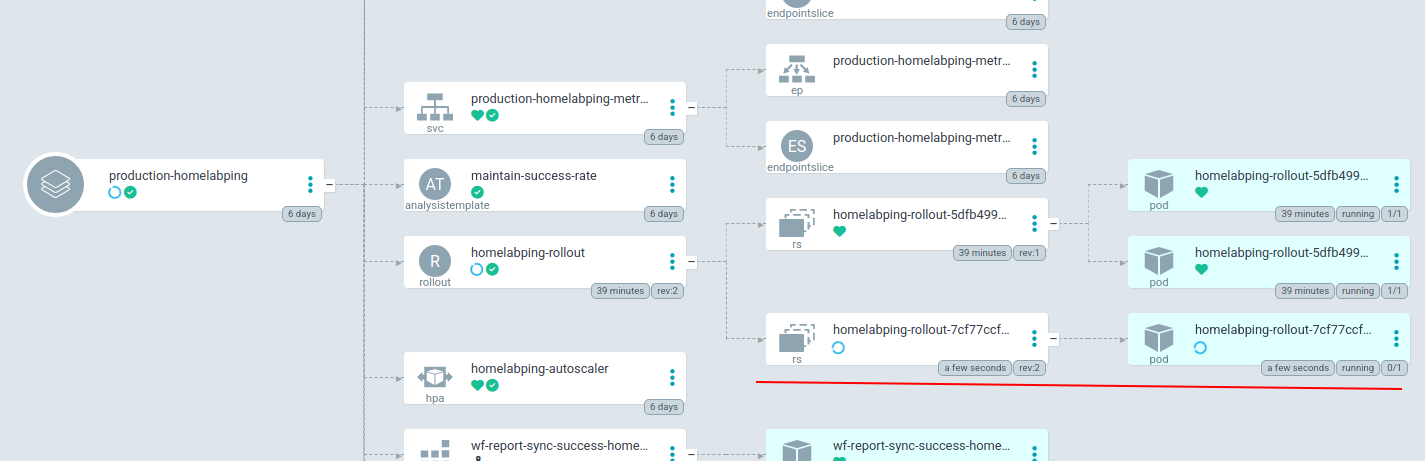 endpointslice
6 days
production-homelabping-metr...
ep
6 days
production-homelabping-metr...
svc
6 days
ES
production-homelabping-metr...
endpointslice
6 days
production-homelabping
6 days
AT
maintain-success-rate
analysistemplate
6 days
homelabping-rollout-5dfb499...
pod
39 minutes running 1/1
homelabping-rollout-5dfb499...
rs
39 minutes rev:1
R
homelabping-rollout
rollout
39 minutes rev:2
homelabping-rollout-5dfb499...
pod
39 minutes running 1/1
homelabping-rollout-7cf77ccf...
rs
a few seconds rev:2
homelabping-rollout-7cf77ccf...
pod
a few seconds running 0/1
homelabping-autoscaler
hpa
6 days
wf-report-sync-success-home...
wf-report-sync-success-home...